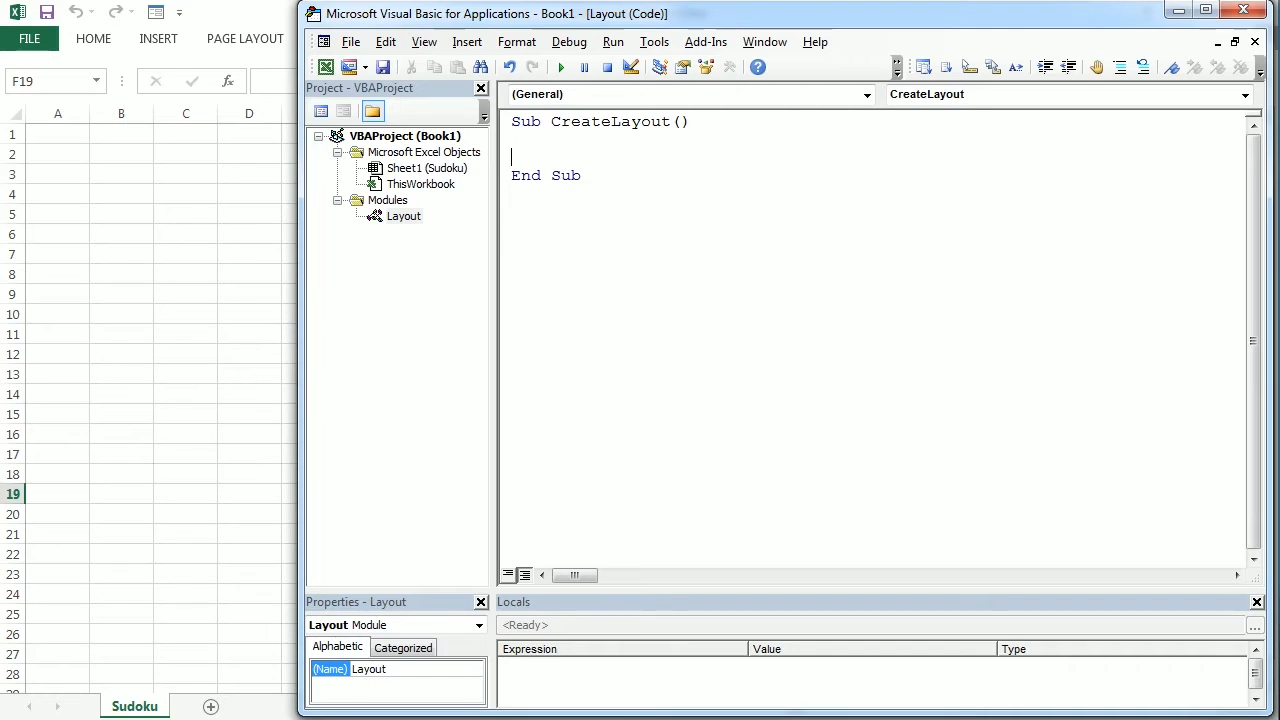 Microsoft Visual Basic for Applications - Book1 - [Layout (Code)]
FILE HOME INSERT PAGE LAYOUT
File Edit View Insert Format Debug Run Tools Add-Ins Window Help
F19
Project - VBAProject
(General) CreateLayout
A B C D
Sub CreateLayout()
End Sub
VBAProject (Book1)
Microsoft Excel Objects
Sheet1 (Sudoku)
ThisWorkbook
Modules
Layout
1
2
3
4
5
6
7
8
9
10
11
12
13
14
15
16
17
18
19
20
21
22
23
24
25
26
27
28
Properties - Layout
Layout Module
Alphabetic Categorized
(Name) Layout
Locals
<Ready>
Expression Value Type
Sudoku